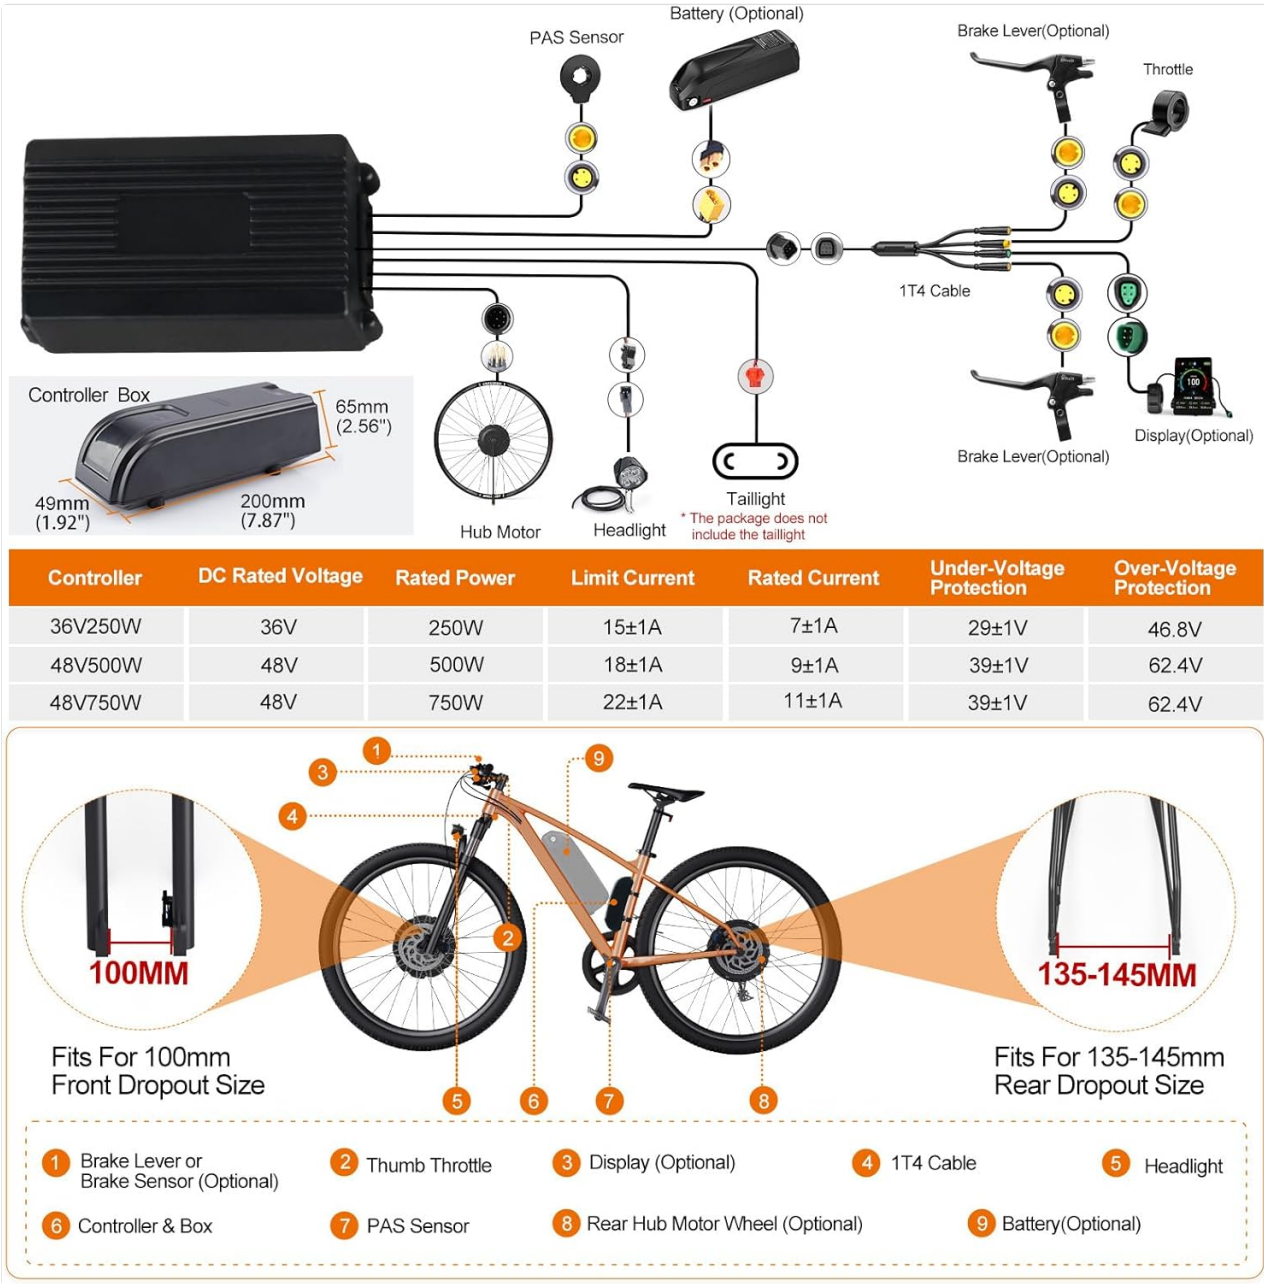 PAS Sensor
Battery (Optional)
Brake Lever(Optional)
Throttle
1T4 Cable
Controller Box
65mm
(2.56")
49mm
(1.92")
200mm
(7.87")
Hub Motor
Headlight
Taillight
* The package does not
include the taillight
100
Display(Optional)
Brake Lever(Optional)
Controller DC Rated Voltage Rated Power Limit Current Rated Current Under-Voltage Protection Over-Voltage Protection
36V250W 36V 250W 15±1A 7±1A 29±1V 46.8V
48V500W 48V 500W 18±1A 9±1A 39±1V 62.4V
48V750W 48V 750W 22±1A 11±1A 39±1V 62.4V
1
3
4
9
2
6
5
6
7
8
100MM
Fits For 100mm
Front Dropout Size
135-145MM
Fits For 135-145mm
Rear Dropout Size
1 Brake Lever or
Brake Sensor (Optional)
2 Thumb Throttle
3 Display (Optional)
4 1T4 Cable
5 Headlight
6 Controller & Box
7 PAS Sensor
8 Rear Hub Motor Wheel (Optional)
9 Battery(Optional)